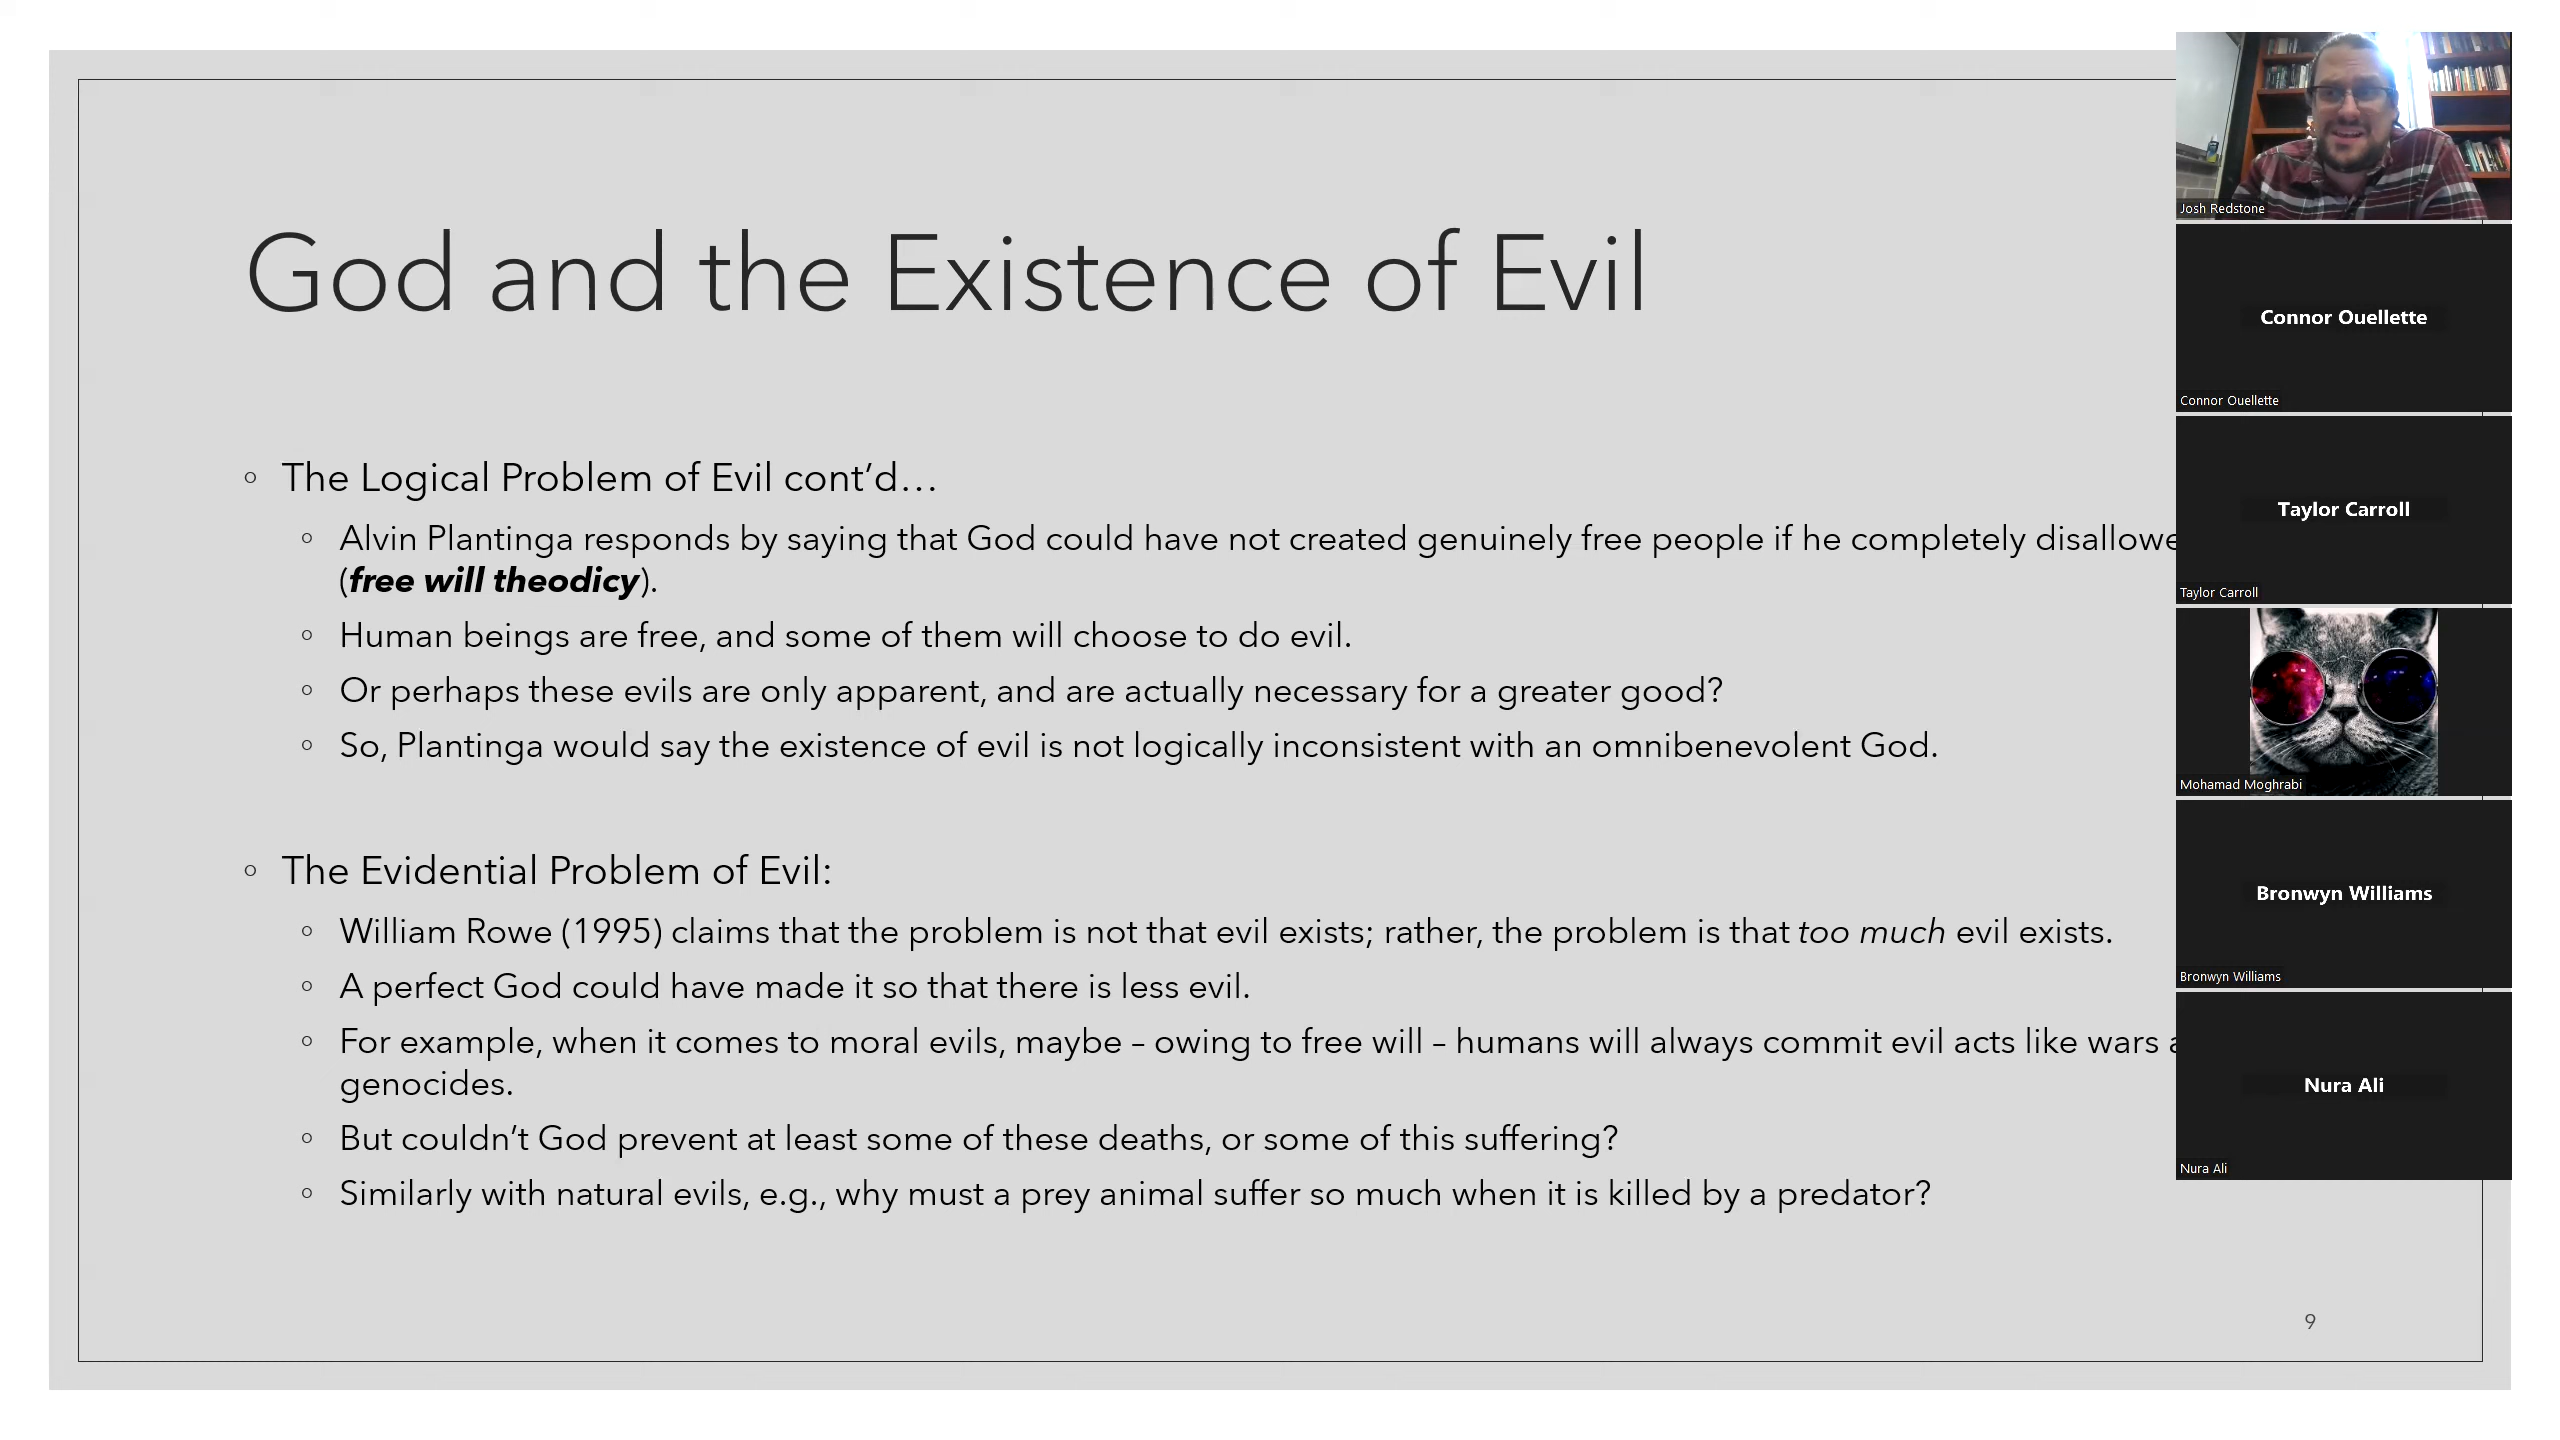 God and the Existence of Evil
◦ The Logical Problem of Evil cont’d…
◦ Alvin Plantinga responds by saying that God could have not created genuinely free people if he completely
(free will theodicy).
◦ Human beings are free, and some of them will choose to do evil.
◦ Or perhaps these evils are only apparent, and are actually necessary for a greater good?
◦ So, Plantinga would say the existence of evil is not logically inconsistent with an omnibenevolent God.
◦ The Evidential Problem of Evil:
◦ William Rowe (1995) claims that the problem is not that evil exists; rather, the problem is that too much evil exists.
◦ A perfect God could have made it so that there is less evil.
◦ For example, when it comes to moral evils, maybe – owing to free will – humans will always commit evil acts like wars
genocides.
◦ But couldn’t God prevent at least some of these deaths, or some of this suffering?
◦ Similarly with natural evils, e.g., why must a prey animal suffer so much when it is killed by a predator?
9
Josh Redstone
Connor Ouellette
Connor Ouellette
Taylor Carroll
Taylor Carroll
Mohamad Moghrabi
Bronwyn Williams
Bronwyn Williams
Nura Ali
Nura Ali